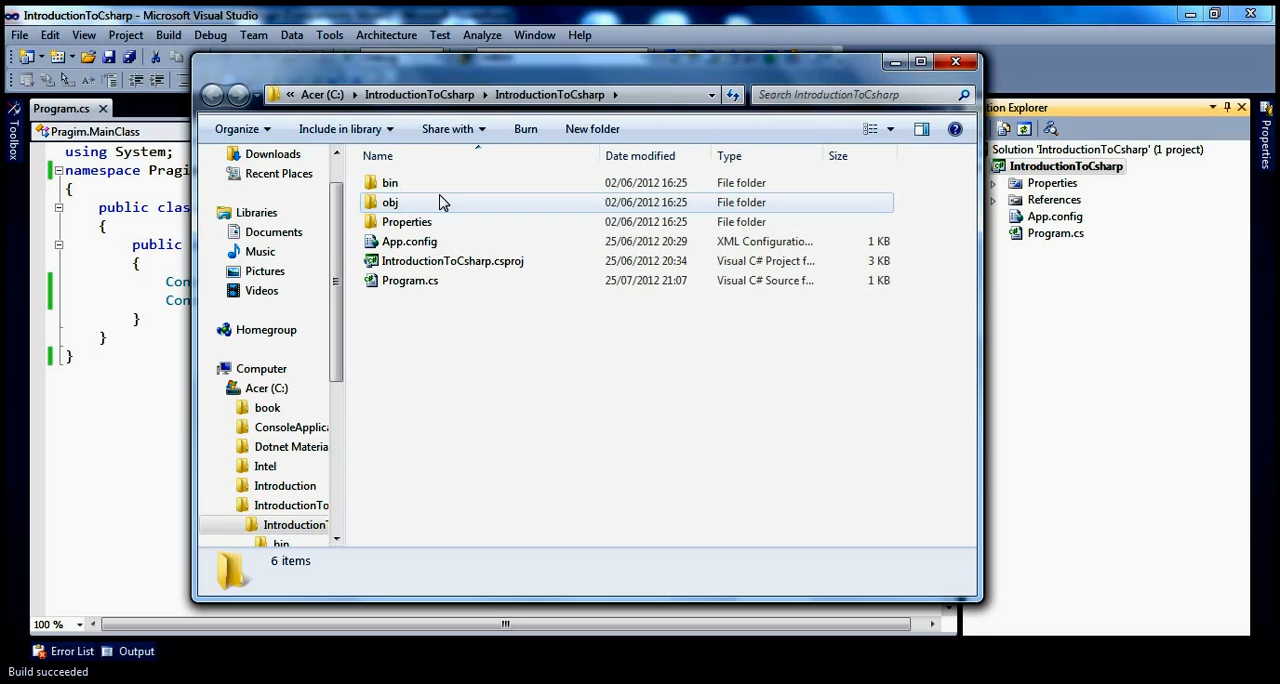 IntroductionToCsharp - Microsoft Visual Studio
File Edit View Project Build Debug Team Data Tools Architecture Test Analyze Window Help
Acer (C:) IntroductionToCsharp IntroductionToCsharp
Search IntroductionToCsharp
Organize Include in library Share with Burn New folder
Name Date modified Type Size
bin 02/06/2012 16:25 File folder
obj 02/06/2012 16:25 File folder
Properties 02/06/2012 16:25 File folder
App.config 25/06/2012 20:29 XML Configuratio... 1 KB
IntroductionToCsharp.csproj 25/06/2012 20:34 Visual C# Project f... 3 KB
Program.cs 25/07/2012 21:07 Visual C# Source f... 1 KB
Downloads
Recent Places
Libraries
Documents
Music
Pictures
Videos
Homegroup
Computer
Acer (C:)
book
ConsoleApplica
Dotnet Materia
Intel
Introduction
IntroductionTo
Introduction
bin
6 items
Toolbox
Program.cs
Pragim.MainClass
using System;
namespace Pragi
{
public class
{
public
{
Con
Con
}
}
}
100 %
Error List Output
Build succeeded
tion Explorer
Solution 'IntroductionToCsharp' (1 project)
IntroductionToCsharp
Properties
References
App.config
Program.cs
Properties